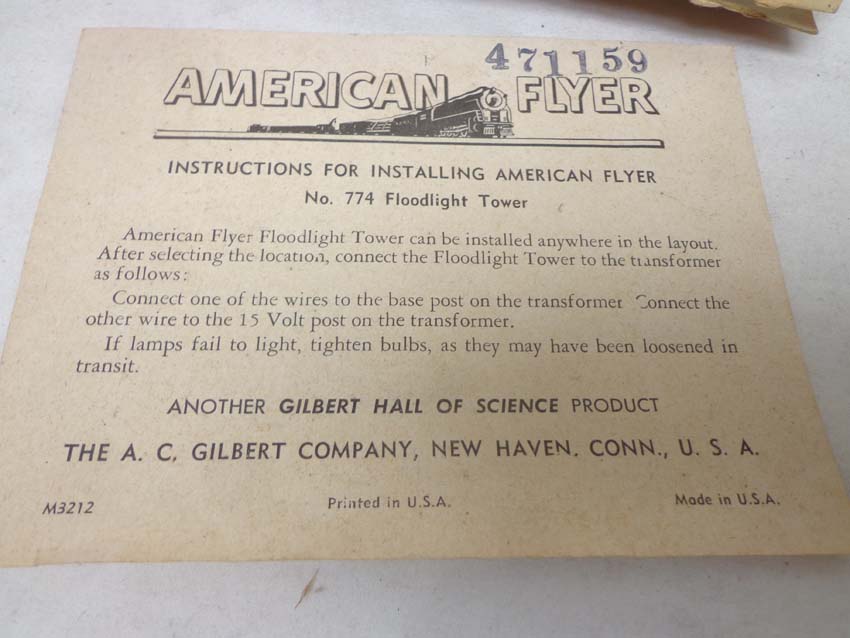 471159
AMERICAN FLYER
INSTRUCTIONS FOR INSTALLING AMERICAN FLYER
No. 774 Floodlight Tower
American Flyer Floodlight Tower can be installed anywhere in the layout.
After selecting the location, connect the Floodlight Tower to the transformer
as follows:
Connect one of the wires to the base post on the transformer Connect the
other wire to the 15 Volt post on the transformer.
If lamps fail to light, tighten bulbs, as they may have been loosened in
transit.
ANOTHER GILBERT HALL OF SCIENCE PRODUCT
THE A. C. GILBERT COMPANY, NEW HAVEN. CONN., U. S. A.
M3212 Printed in U.S.A. Made in U.S.A.